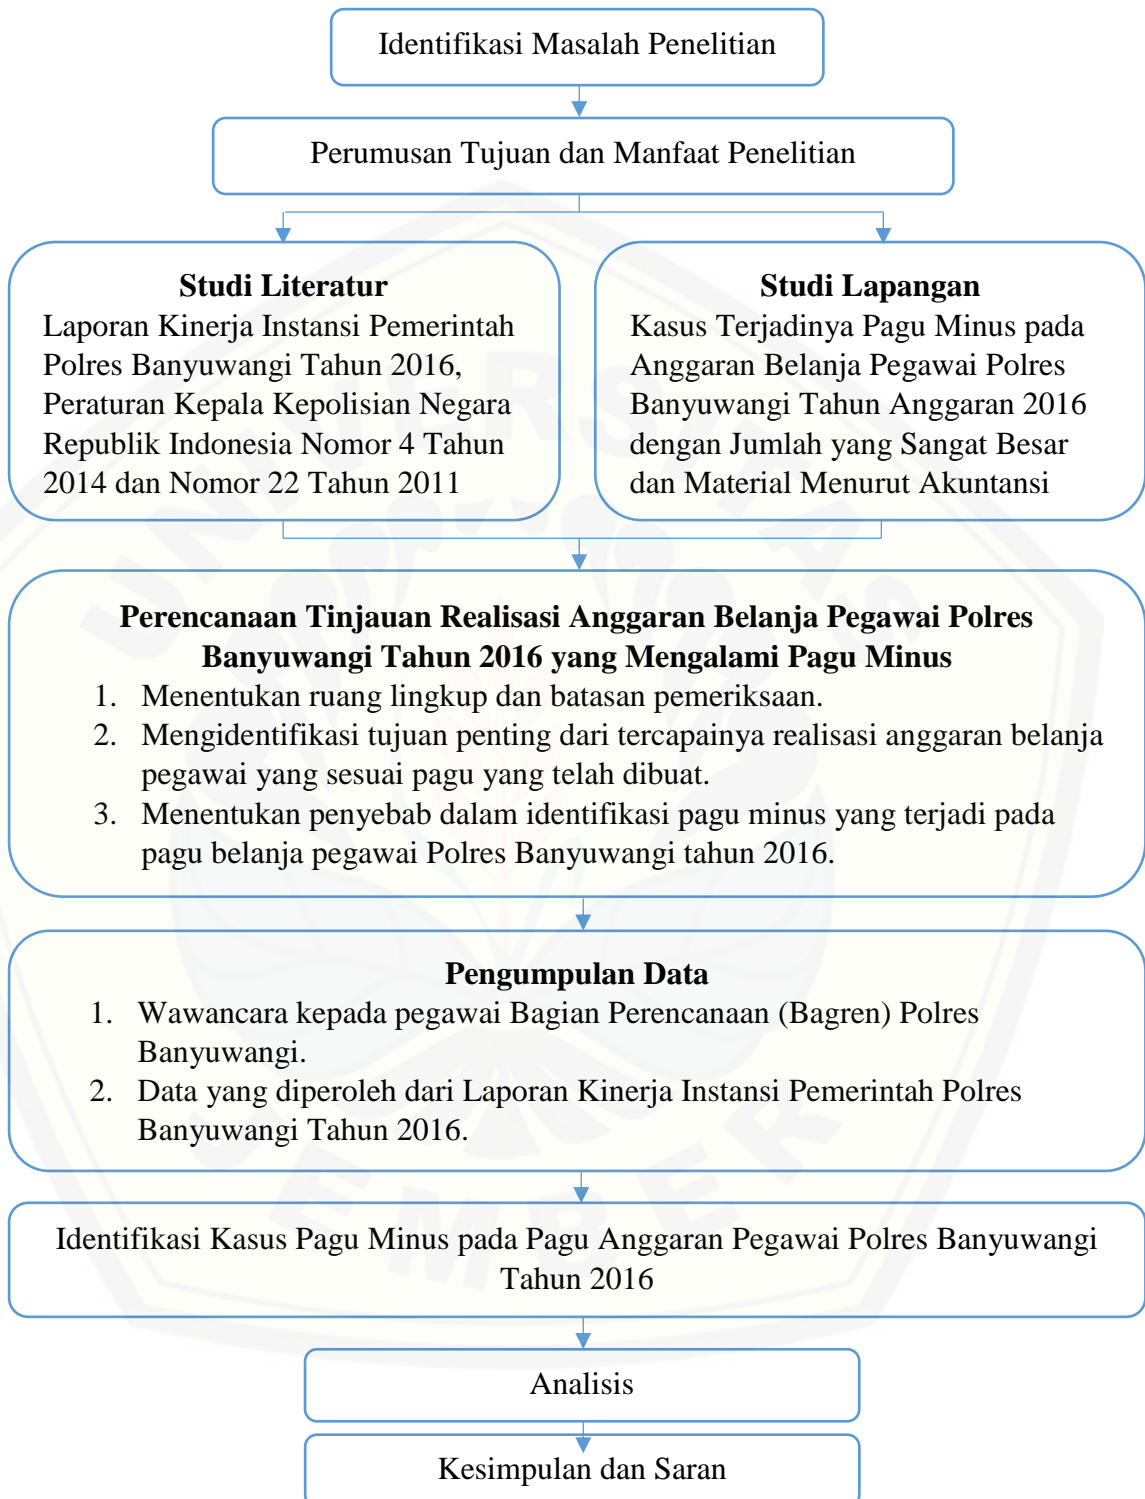 Identifikasi Masalah Penelitian
Perumusan Tujuan dan Manfaat Penelitian
Studi Literatur
Laporan Kinerja Instansi Pemerintah
Polres Banyuwangi Tahun 2016,
Peraturan Kepala Kepolisian Negara
Republik Indonesia Nomor 4 Tahun
2014 dan Nomor 22 Tahun 2011
Studi Lapangan
Kasus Terjadinya Pagu Minus pada
Anggaran Belanja Pegawai Polres
Banyuwangi Tahun Anggaran 2016
dengan Jumlah yang Sangat Besar
dan Material Menurut Akuntansi
Perencanaan Tinjauan Realisasi Anggaran Belanja Pegawai Polres
Banyuwangi Tahun 2016 yang Mengalami Pagu Minus
1. Menentukan ruang lingkup dan batasan pemeriksaan.
2. Mengidentifikasi tujuan penting dari tercapainya realisasi anggaran belanja
pegawai yang sesuai pagu yang telah dibuat.
3. Menentukan penyebab dalam identifikasi pagu minus yang terjadi pada
pagu belanja pegawai Polres Banyuwangi tahun 2016.
Pengumpulan Data
1. Wawancara kepada pegawai Bagian Perencanaan (Bagren) Polres
Banyuwangi.
2. Data yang diperoleh dari Laporan Kinerja Instansi Pemerintah Polres
Banyuwangi Tahun 2016.
Identifikasi Kasus Pagu Minus pada Pagu Anggaran Pegawai Polres Banyuwangi
Tahun 2016
Analisis
Kesimpulan dan Saran
UNIVERSITAS
JEMBER